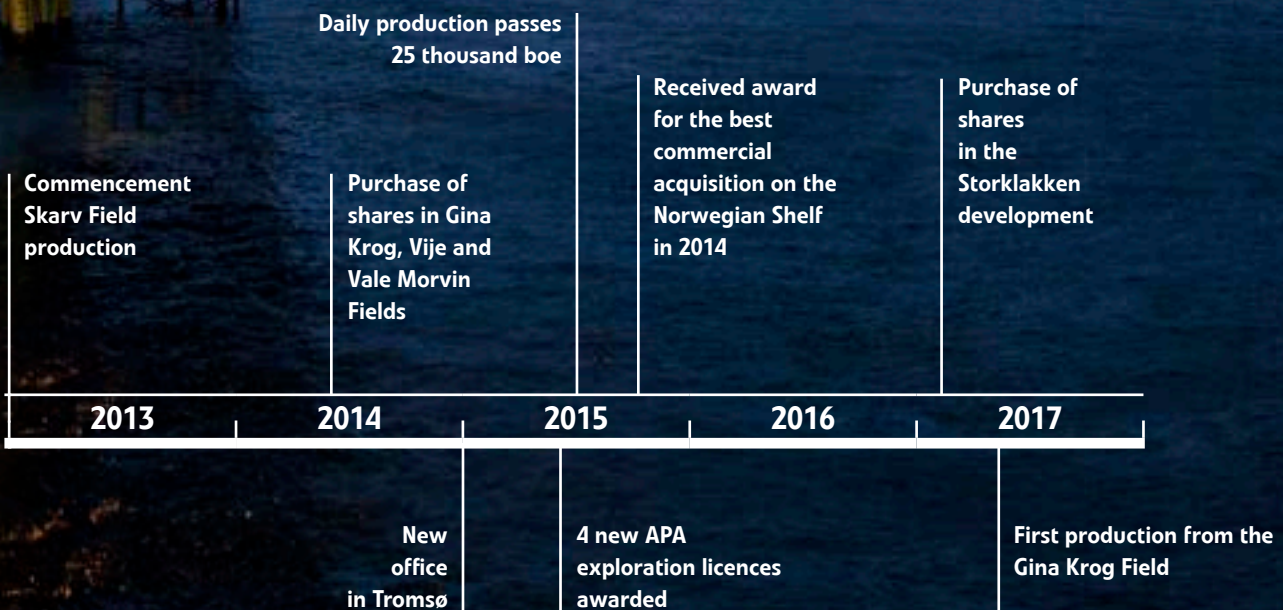 Daily production passes
25 thousand boe
Received award
for the best
commercial
acquisition on the
Norwegian Shelf
in 2014
Purchase of
shares
in the
Storklakken
development
Commencement
Skarv Field
production
Purchase of
shares in Gina
Krog, Vije and
Vale Morvin
Fields
2013 2014 2015 2016 2017
New
office
in Tromsø
4 new APA
exploration licences
awarded
First production from the
Gina Krog Field